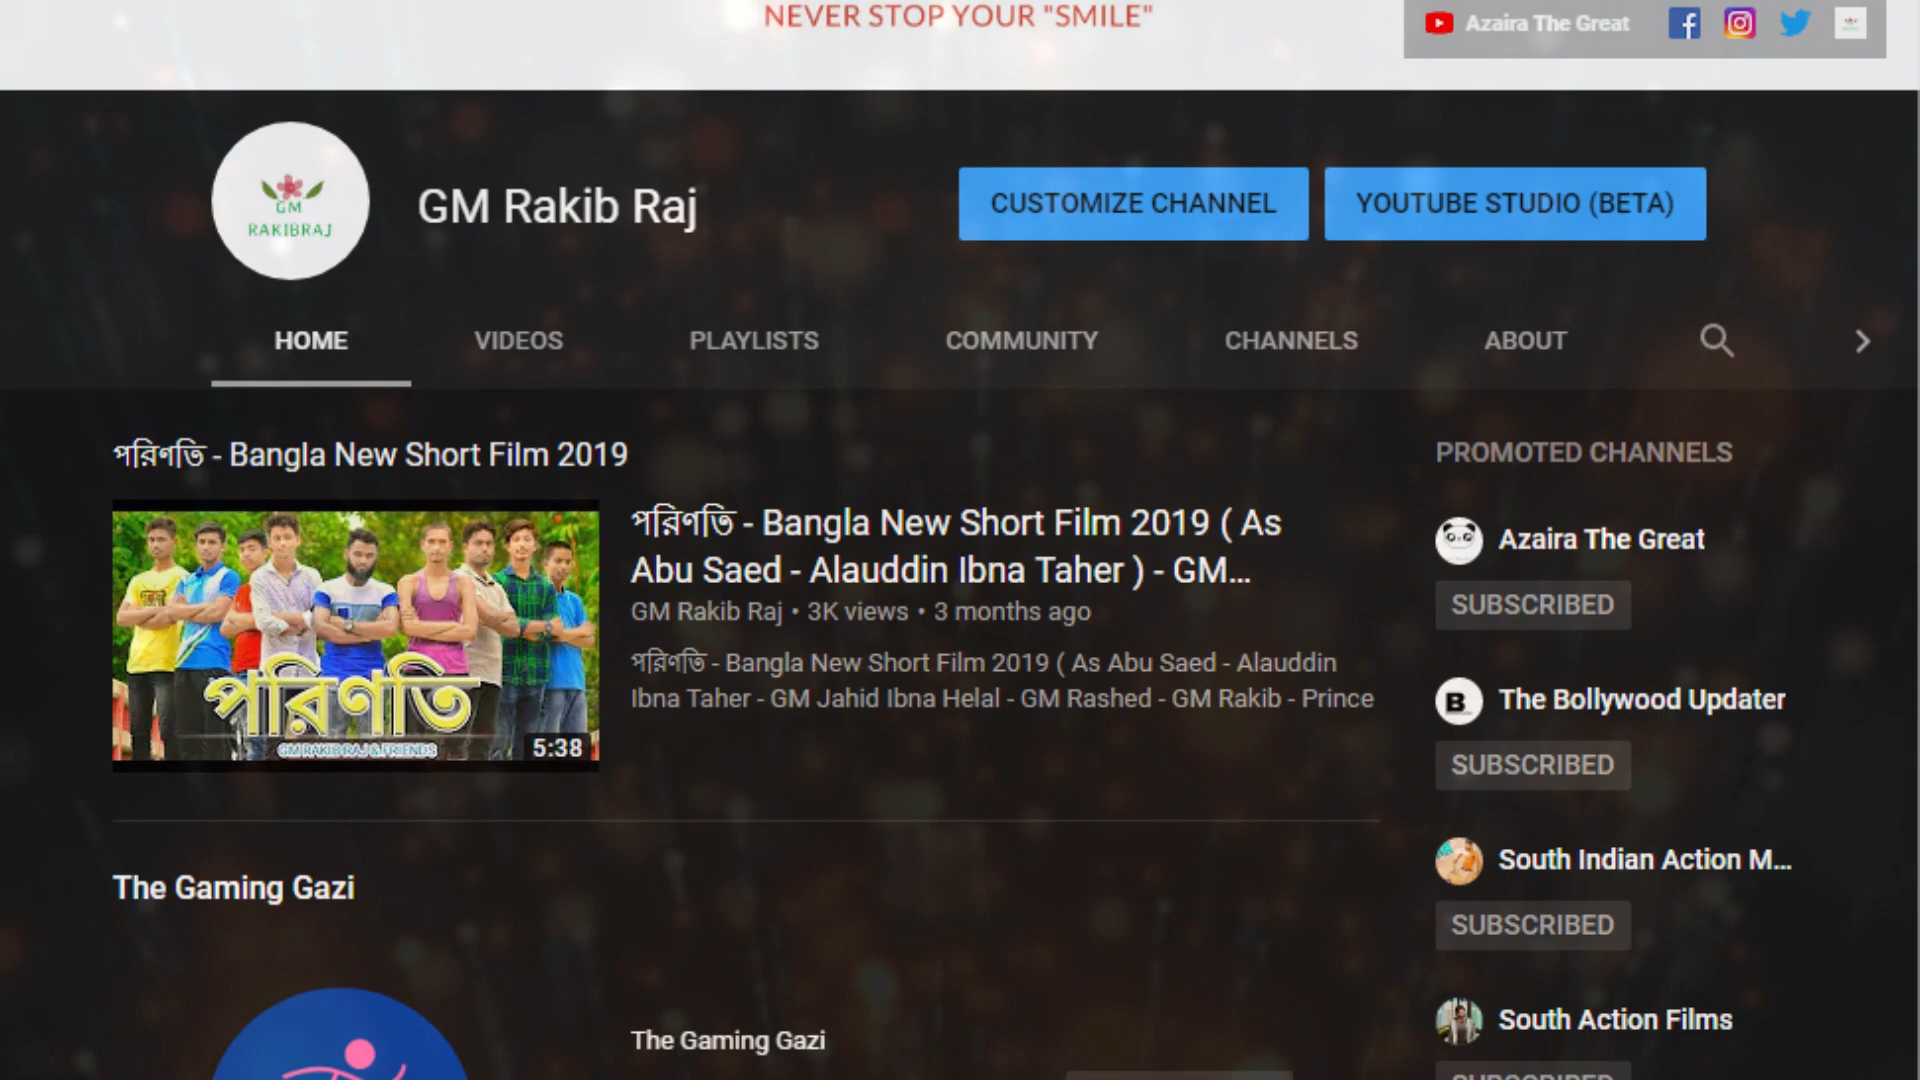 NEVER STOP YOUR "SMILE"
Azaira The Great
GM
RAKIBRAJ
GM Rakib Raj
CUSTOMIZE CHANNEL
YOUTUBE STUDIO (BETA)
HOME
VIDEOS
PLAYLISTS
COMMUNITY
CHANNELS
ABOUT
পরিণতি - Bangla New Short Film 2019
পরিণতি
GM RAKIB RAJ & FRIENDS
5:38
পরিণতি - Bangla New Short Film 2019 ( As
Abu Saed - Alauddin Ibna Taher ) - GM...
GM Rakib Raj • 3K views • 3 months ago
পরিণতি - Bangla New Short Film 2019 ( As Abu Saed - Alauddin
Ibna Taher - GM Jahid Ibna Helal - GM Rashed - GM Rakib - Prince
The Gaming Gazi
The Gaming Gazi
PROMOTED CHANNELS
Azaira The Great
SUBSCRIBED
B
The Bollywood Updater
SUBSCRIBED
South Indian Action M...
SUBSCRIBED
South Action Films
SUBSCRIBED